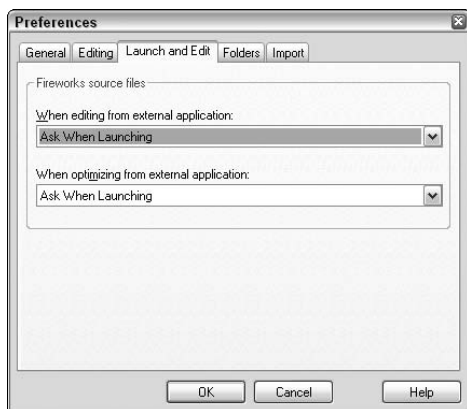 Preferences
General Editing Launch and Edit Folders Import
Fireworks source files
When editing from external application:
Ask When Launching
When optimizing from external application:
Ask When Launching
OK Cancel Help